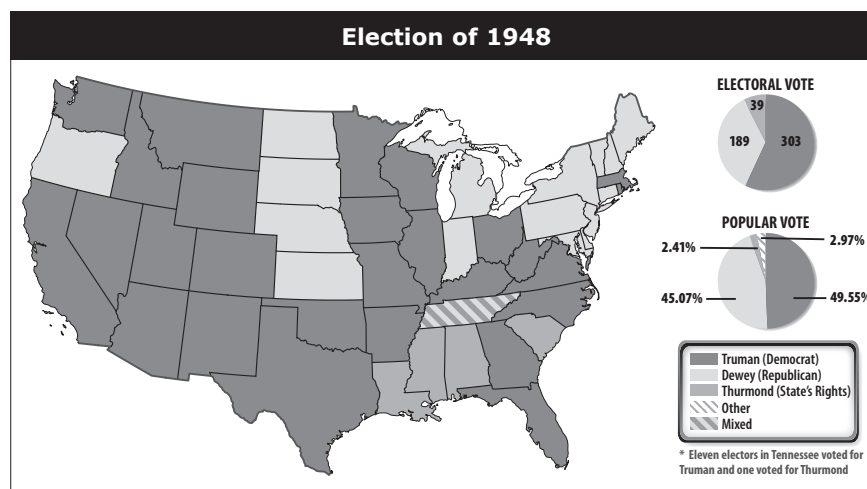 Election of 1948
ELECTORAL VOTE
39
189
303
POPULAR VOTE
2.41%
2.97%
45.07%
49.55%
Truman (Democrat)
Dewey (Republican)
Thurmond (State's Rights)
Other
Mixed
* Eleven electors in Tennessee voted for
Truman and one voted for Thurmond